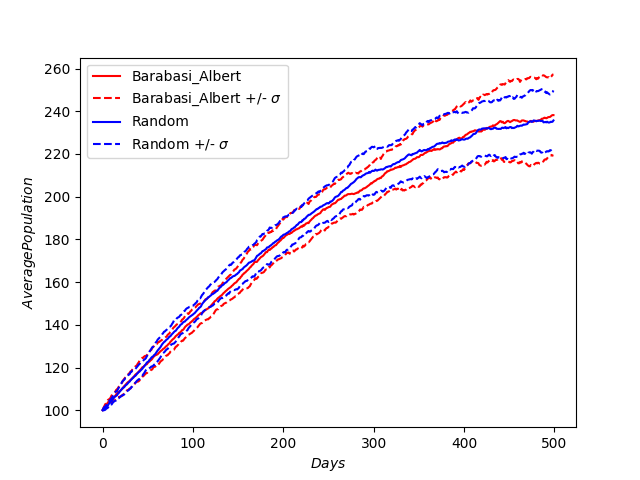 Barabasi_Albert
Barabasi_Albert +/- σ
Random
Random +/- σ
260
240
220
200
180
160
140
120
100
AveragePopulation
0 100 200 300 400 500
Days